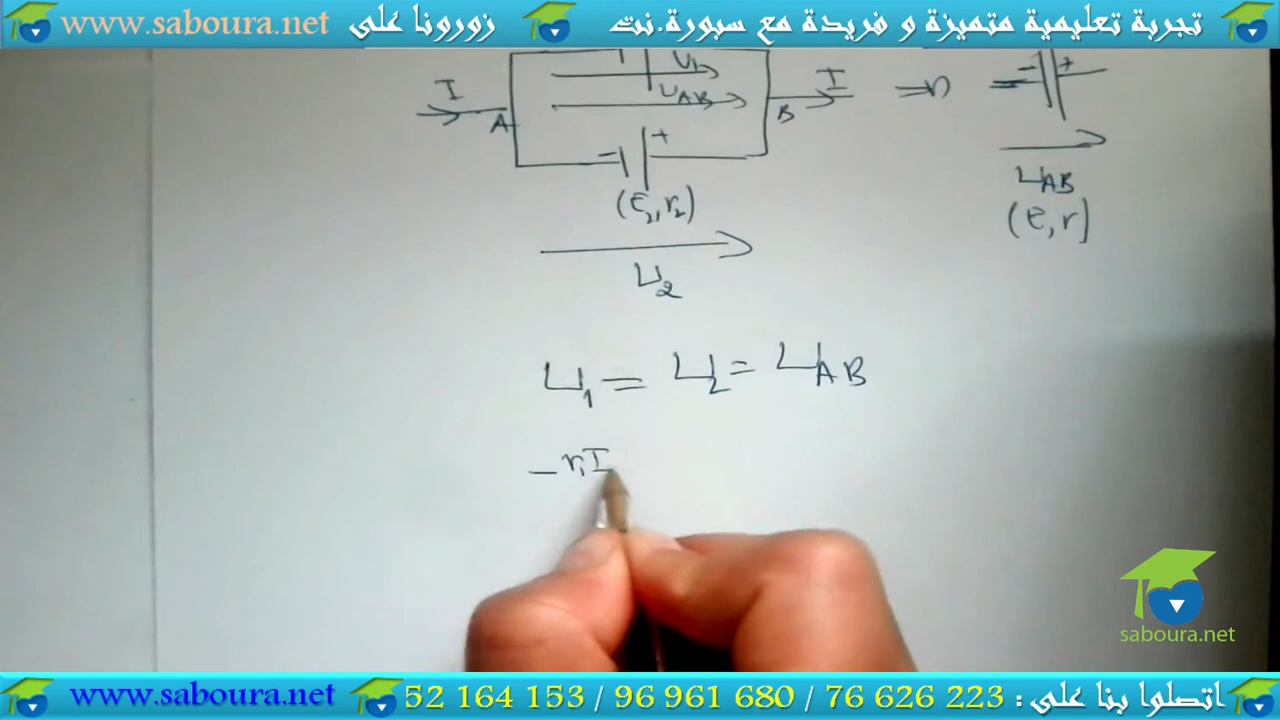 www.saboura.net زورونا على
تجربة تعليمية متميزة و فريدة مع سبورة.نت
U1
I
UAB
I
A
B
=>
- +
- +
(e2,r2)
UAB
(e,r)
U2
U1 = U2 = UAB
- r1I
saboura.net
www.saboura.net
52 164 153 / 96 961 680 / 76 626 223 : اتصلوا بنا على